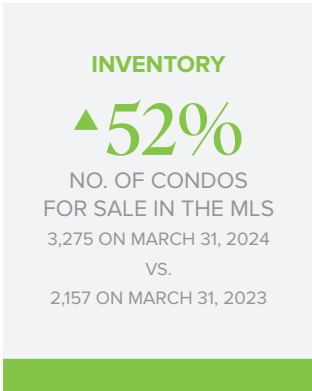 INVENTORY
▲52%
NO. OF CONDOS
FOR SALE IN THE MLS
3,275 ON MARCH 31, 2024
VS.
2,157 ON MARCH 31, 2023